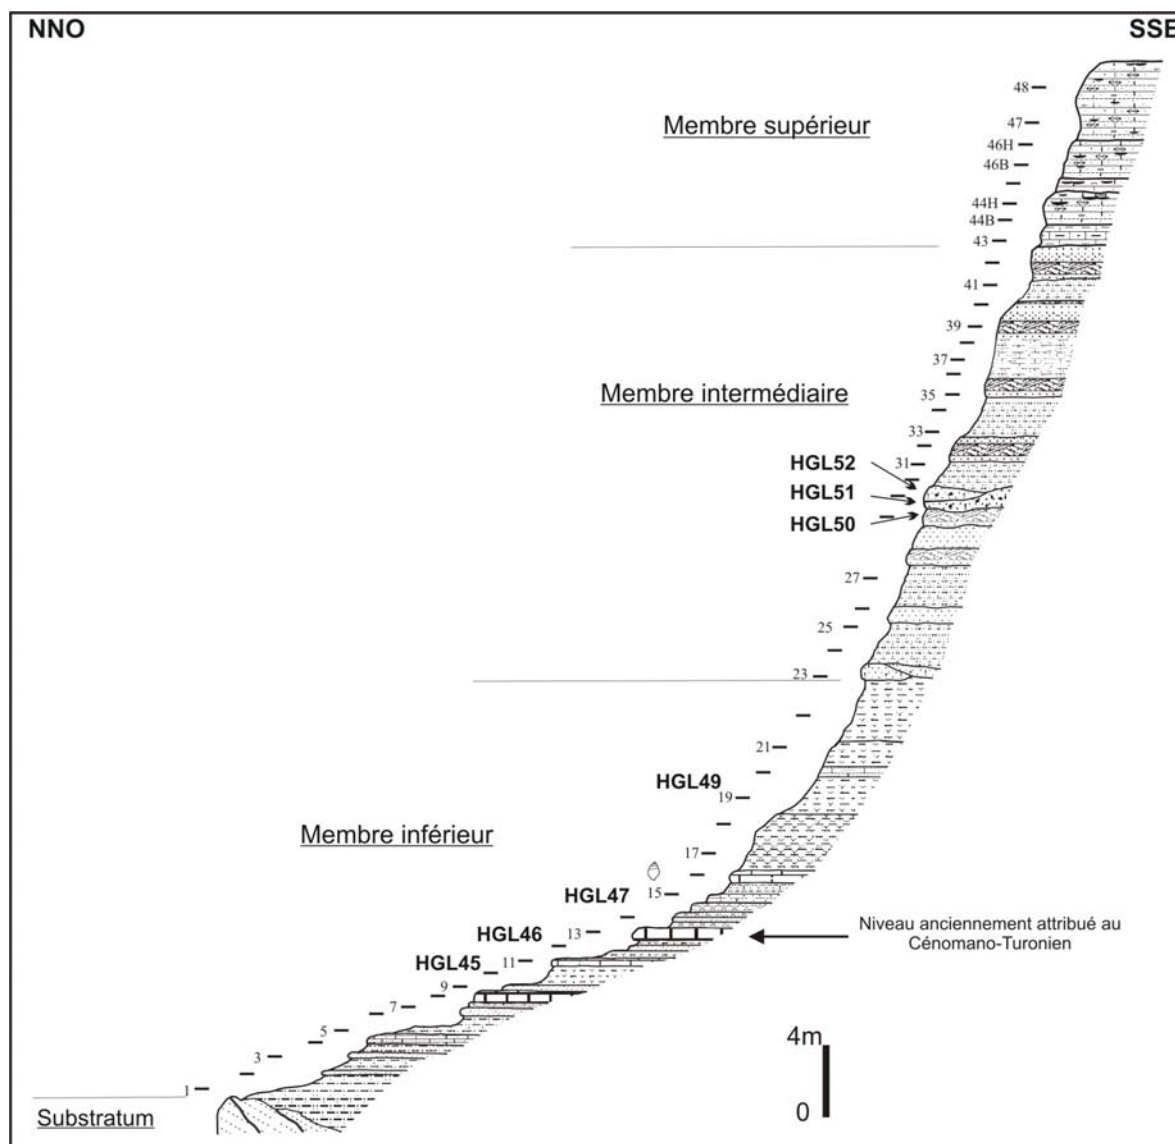 NNO
SSE
48
Membre supérieur
47
46H
46B
44H
44B
43
41
39
37
Membre intermédiaire
35
33
HGL52
31
HGL51
HGL50
27
25
23
21
HGL49
19
Membre inférieur
17
HGL47
15
Niveau anciennement attribué au
Cénomano-Turonien
HGL46
13
HGL45
11
9
7
5
4m
3
1
0
Substratum